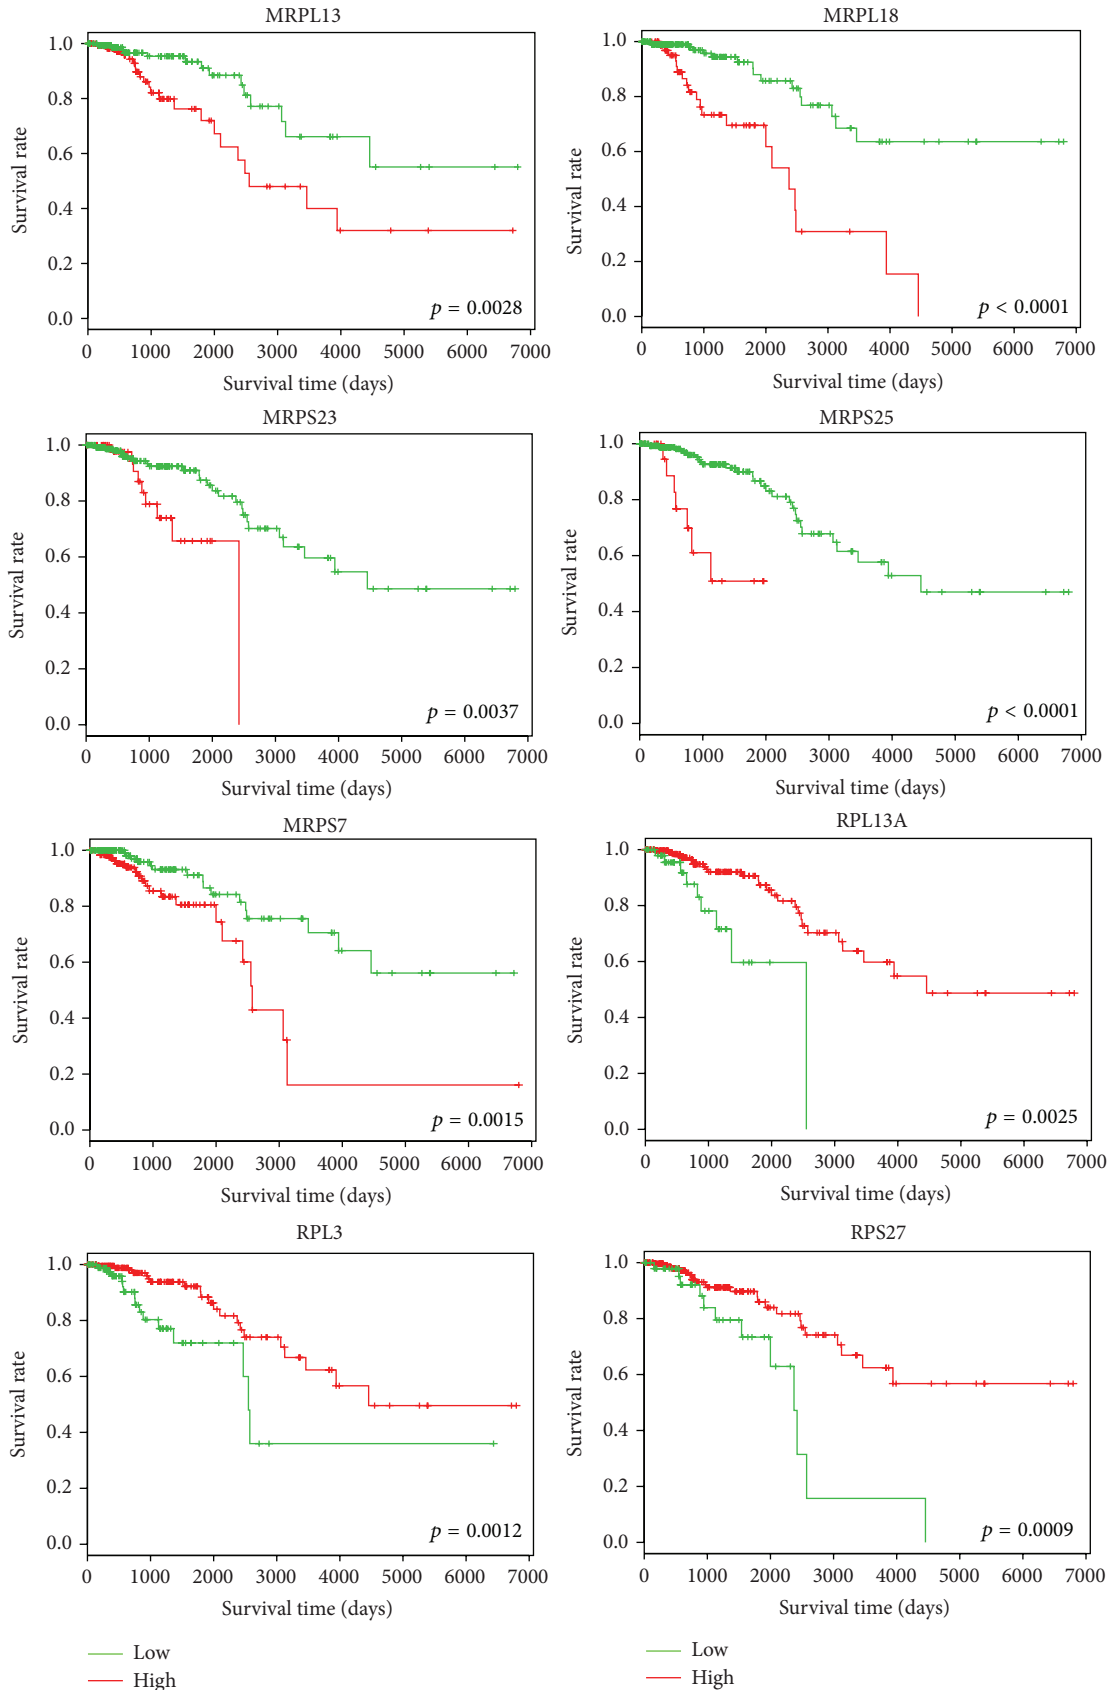 MRPL13
1.0
0.8
0.6
0.4
0.2
0.0
Survival rate
p = 0.0028
0 1000 2000 3000 4000 5000 6000 7000
Survival time (days)
MRPL18
1.0
0.8
0.6
0.4
0.2
0.0
Survival rate
p < 0.0001
0 1000 2000 3000 4000 5000 6000 7000
Survival time (days)
MRPS23
1.0
0.8
0.6
0.4
0.2
0.0
Survival rate
p = 0.0037
0 1000 2000 3000 4000 5000 6000 7000
Survival time (days)
MRPS25
1.0
0.8
0.6
0.4
0.2
0.0
Survival rate
p < 0.0001
0 1000 2000 3000 4000 5000 6000 7000
Survival time (days)
MRPS7
1.0
0.8
0.6
0.4
0.2
0.0
Survival rate
p = 0.0015
0 1000 2000 3000 4000 5000 6000 7000
Survival time (days)
RPL13A
1.0
0.8
0.6
0.4
0.2
0.0
Survival rate
p = 0.0025
0 1000 2000 3000 4000 5000 6000 7000
Survival time (days)
RPL3
1.0
0.8
0.6
0.4
0.2
0.0
Survival rate
p = 0.0012
0 1000 2000 3000 4000 5000 6000 7000
Survival time (days)
RPS27
1.0
0.8
0.6
0.4
0.2
0.0
Survival rate
p = 0.0009
0 1000 2000 3000 4000 5000 6000 7000
Survival time (days)
Low
High
Low
High